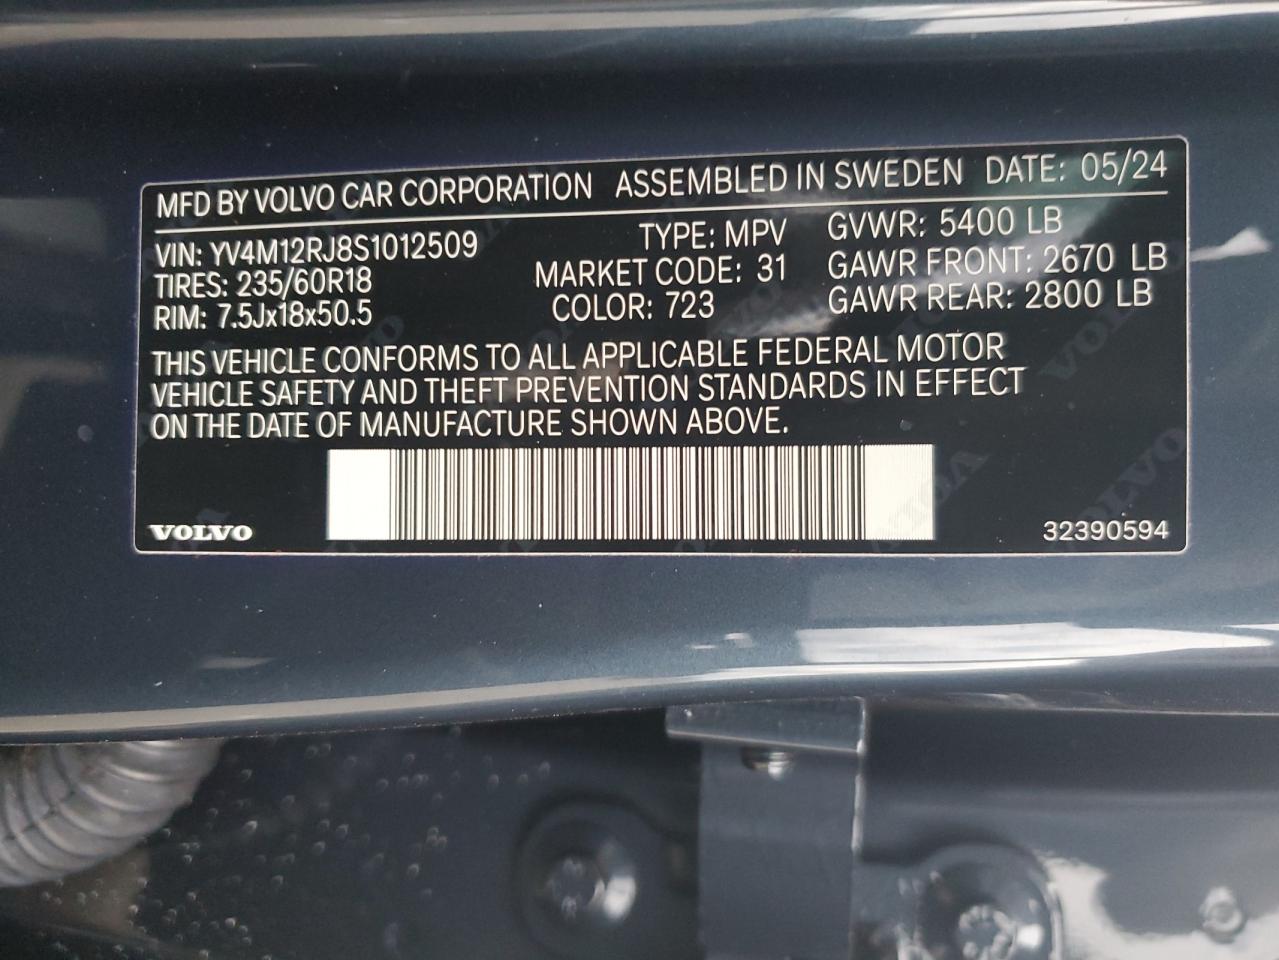 MFD BY VOLVO CAR CORPORATION ASSEMBLED IN SWEDEN DATE: 05/24
VIN: YV4M12RJ8S1012509 TYPE: MPV GVWR: 5400 LB
TIRES: 235/60R18 MARKET CODE: 31 GAWR FRONT: 2670 LB
RIM: 7.5Jx18x50.5 COLOR: 723 GAWR REAR: 2800 LB
THIS VEHICLE CONFORMS TO ALL APPLICABLE FEDERAL MOTOR
VEHICLE SAFETY AND THEFT PREVENTION STANDARDS IN EFFECT
ON THE DATE OF MANUFACTURE SHOWN ABOVE.
VOLVO 32390594